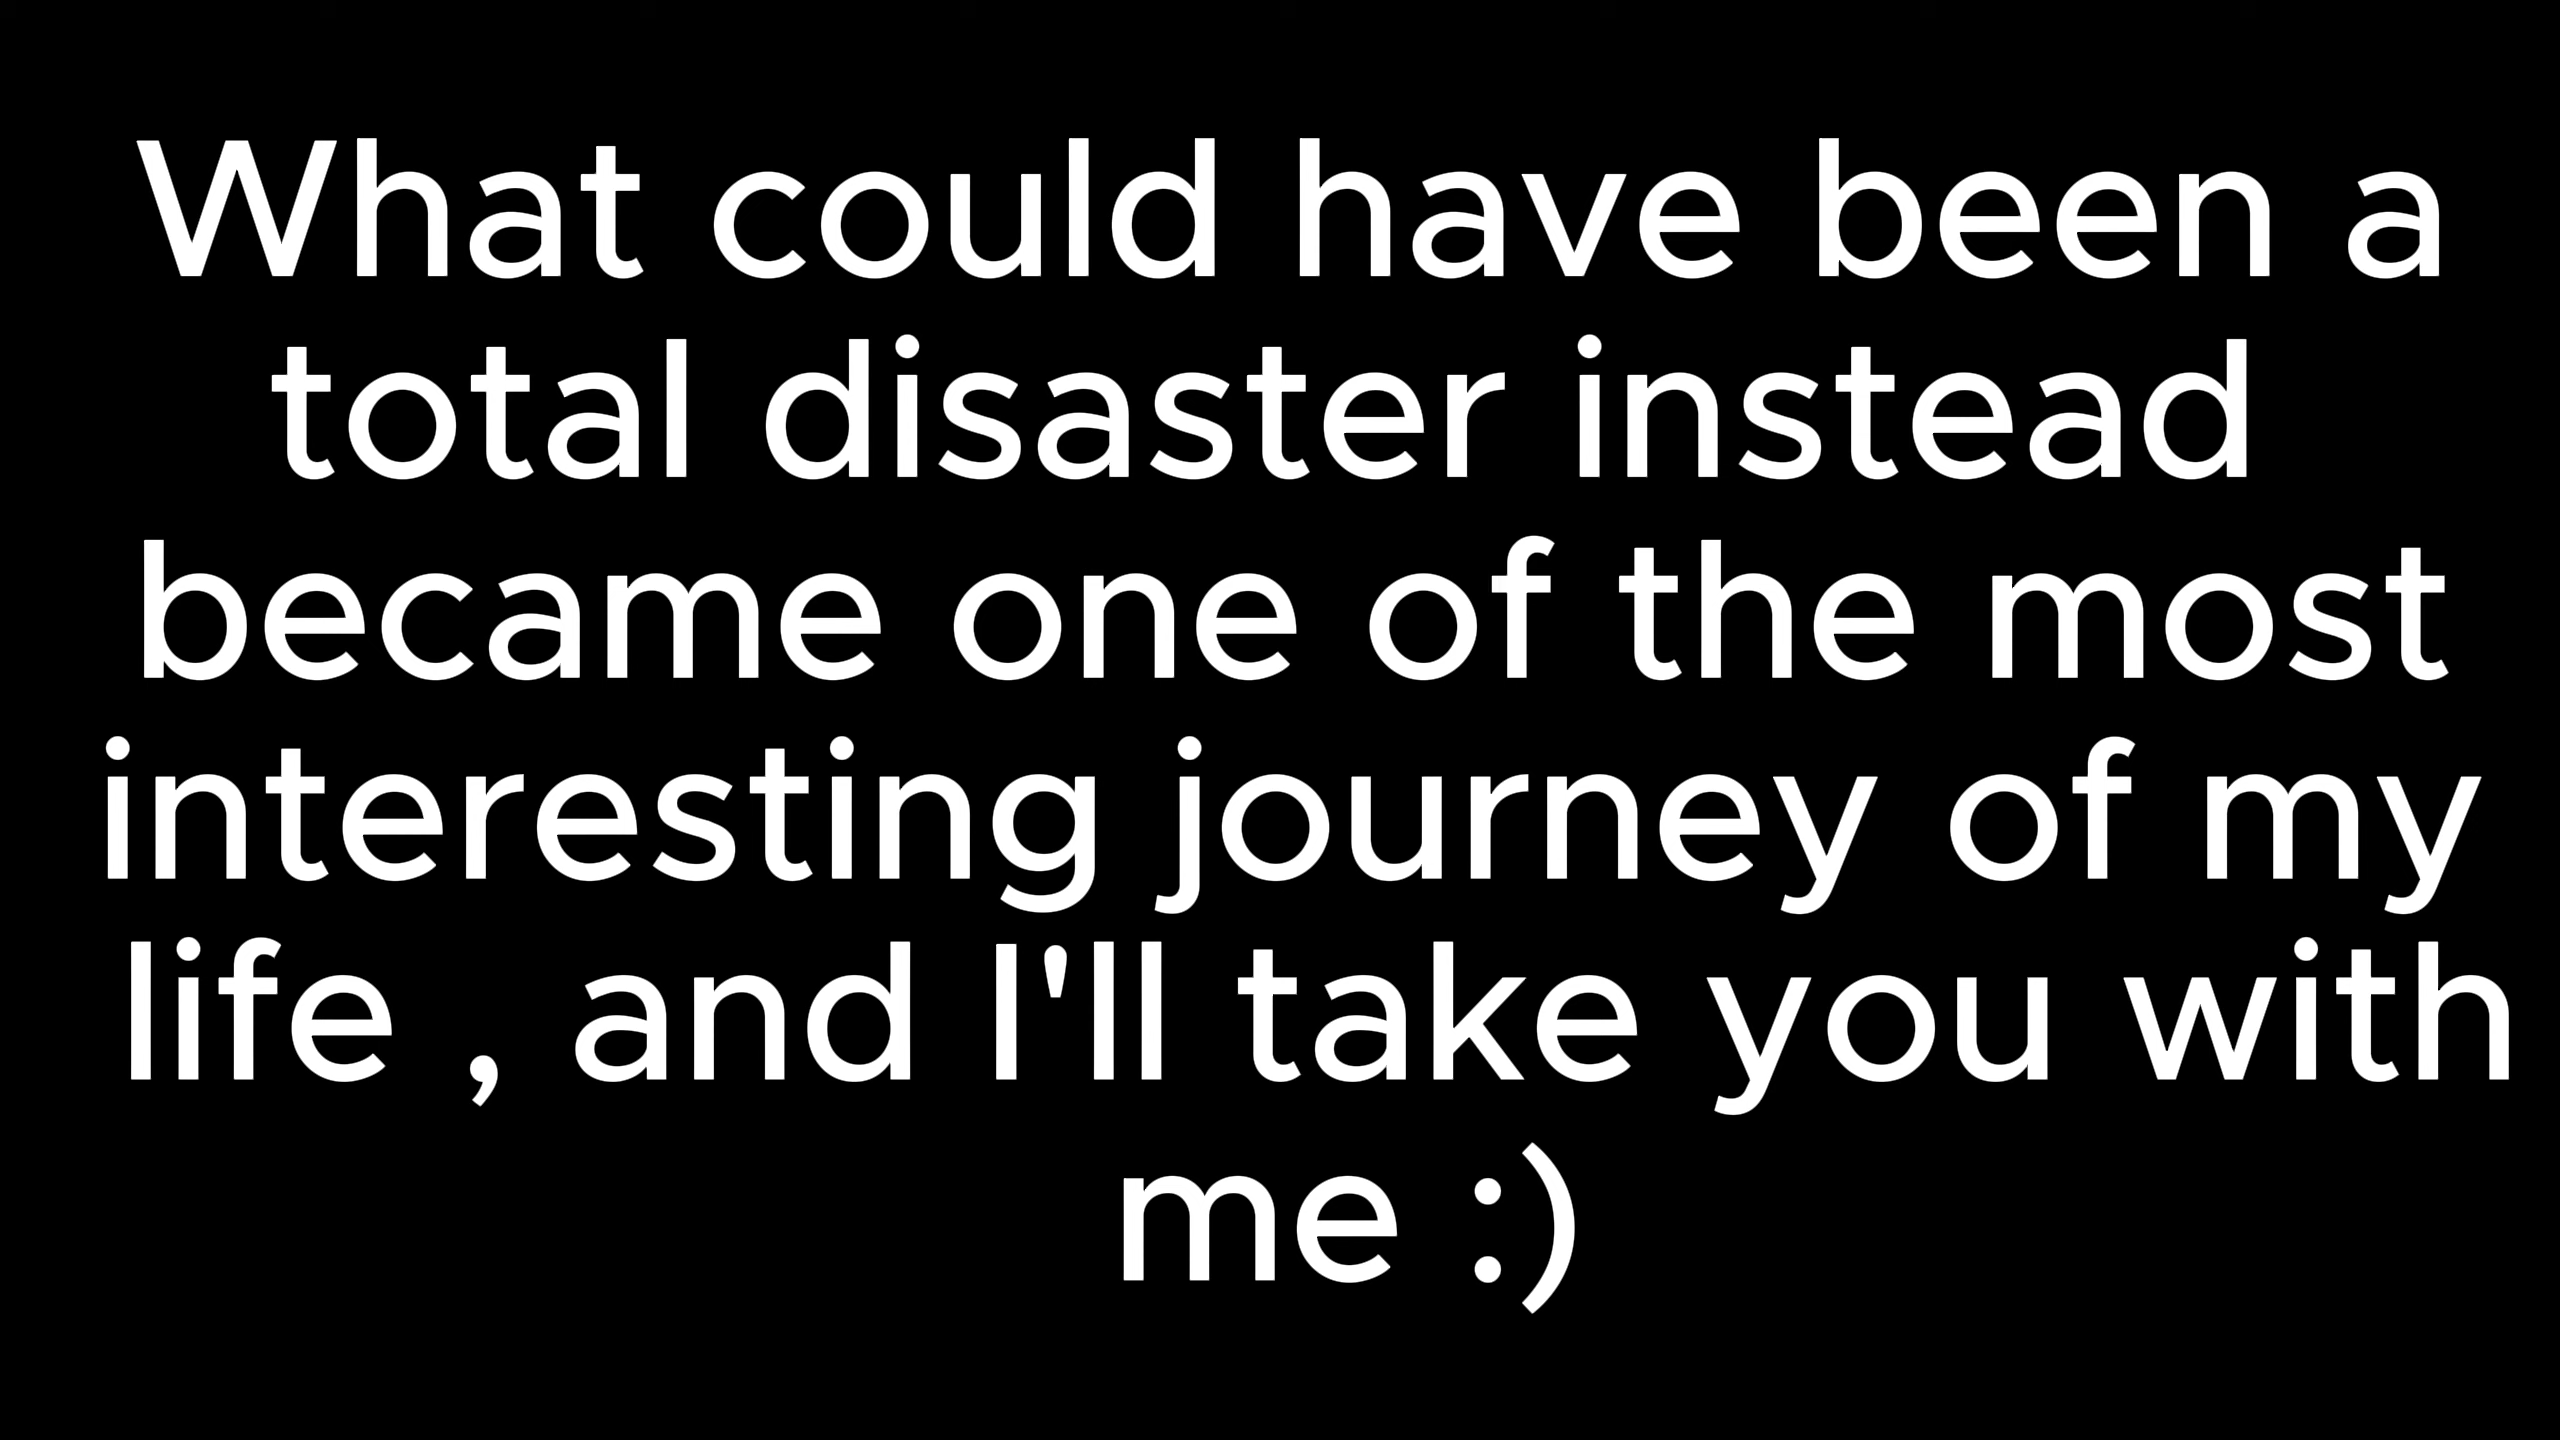 What could have been a
total disaster instead
became one of the most
interesting journey of my
life , and I'll take you with
me :)